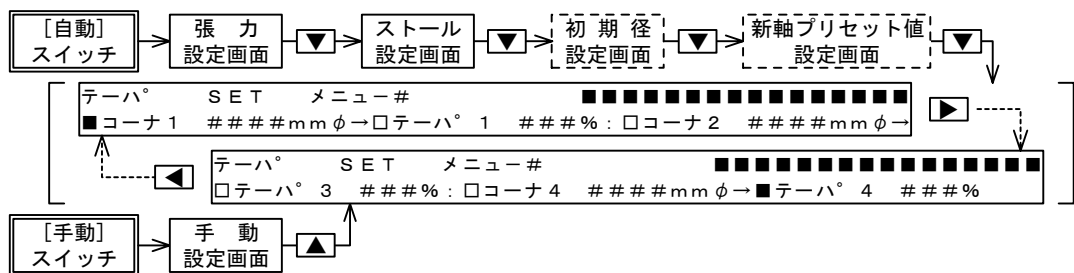 ［自動］
スイッチ
張 力
設定画面
▼
ストール
設定画面
▼
初 期 径
設定画面
▼
新軸プリセット値
設定画面
▼
テーパ　ＳＥＴ　メニュー＃　■■■■■■■■■■■■■■■
■コーナ１　＃＃＃＃ｍｍφ→□テーパ１　＃＃＃％：□コーナ２　＃＃＃＃ｍｍφ→
▶
◀
テーパ　ＳＥＴ　メニュー＃　■■■■■■■■■■■■■■■
□テーパ３　＃＃＃％：□コーナ４　＃＃＃＃ｍｍφ→■テーパ４　＃＃＃％
［手動］
スイッチ
手 動
設定画面
▲